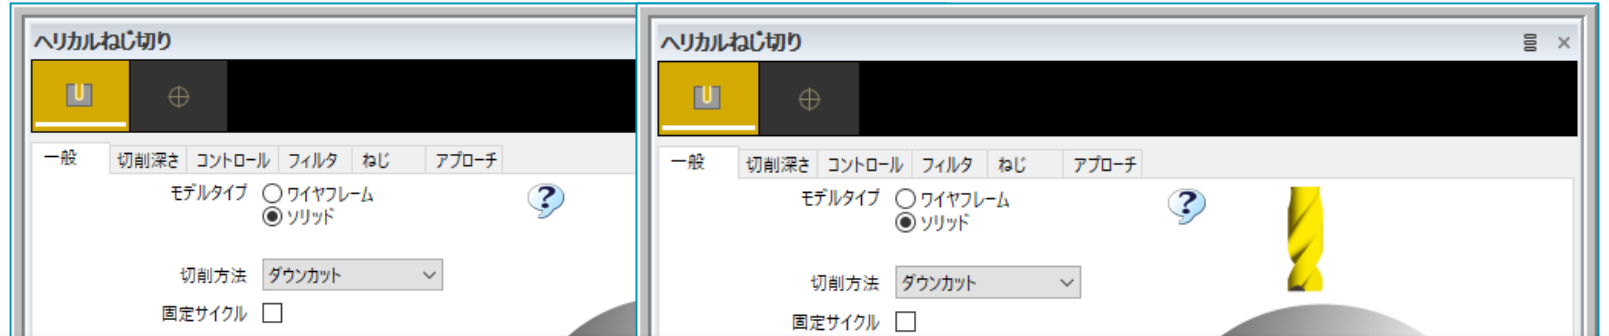 ヘリカルねじ切り
一般 切削深さ コントロール フィルタ ねじ アプローチ
モデルタイプ ワイヤフレーム
ソリッド
切削方法 ダウンカット
固定サイクル
ヘリカルねじ切り
一般 切削深さ コントロール フィルタ ねじ アプローチ
モデルタイプ ワイヤフレーム
ソリッド
切削方法 ダウンカット
固定サイクル